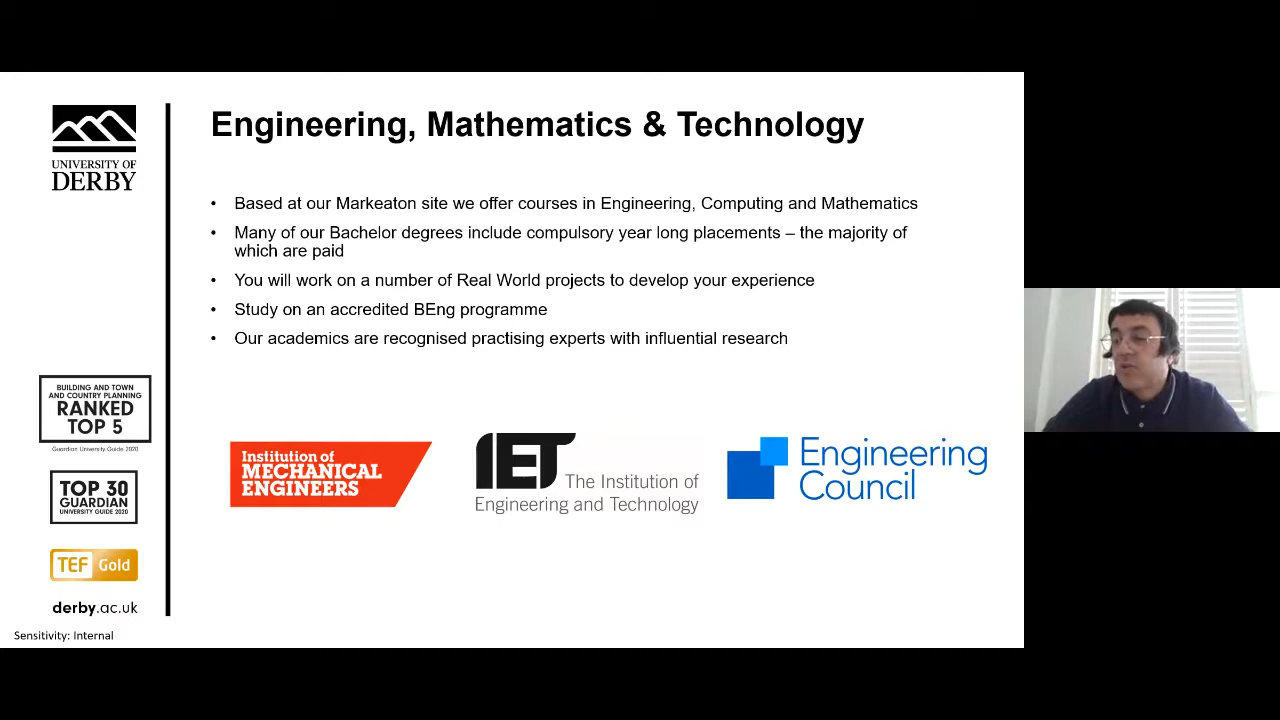 Engineering, Mathematics & Technology
UNIVERSITY OF
DERBY
• Based at our Markeaton site we offer courses in Engineering, Computing and Mathematics
• Many of our Bachelor degrees include compulsory year long placements – the majority of
which are paid
• You will work on a number of Real World projects to develop your experience
• Study on an accredited BEng programme
• Our academics are recognised practising experts with influential research
BUILDING AND TOWN
AND COUNTRY PLANNING
RANKED
TOP 5
Guardian University Guide 2020
TOP 30
GUARDIAN
UNIVERSITY GUIDE 2020
TEF Gold
derby.ac.uk
Sensitivity: Internal
Institution of
MECHANICAL
ENGINEERS
IET The Institution of
Engineering and Technology
Engineering
Council